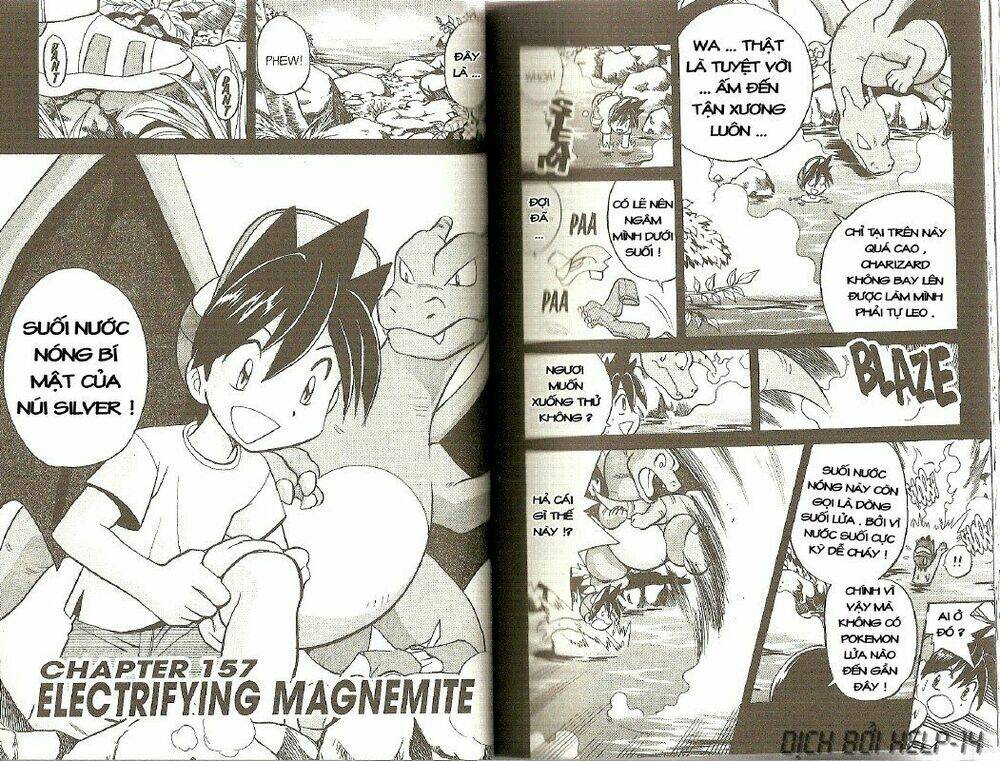 PANT
PANT
PHEW!
ĐÂY
LÀ ...
SUỐI NƯỚC
NÓNG BÍ
MẬT CỦA
NÚI SILVER !
CHAPTER 157
ELECTRIFYING MAGNEMITE
WHOA!
CÓ LẼ NÊN
NGÂM
MÌNH DƯỚI
SUỐI !
ĐỢI
ĐÃ
...
PAA
PAA
WA ... THẬT
LÀ TUYỆT VỜI
... ẤM ĐẾN
TẬN XƯƠNG
LUÔN ...
CHỈ TẠI TRÊN NÀY
QUÁ CAO ,
CHARIZARD
KHÔNG BAY LÊN
ĐƯỢC LÀM MÌNH
PHẢI TỰ LEO .
NGƯƠI
MUỐN
XUỐNG THỬ
KHÔNG ?
BLAZE
HẢ CÁI
GÌ THẾ
NÀY !?
SUỐI NƯỚC
NÓNG NÀY CÒN
GỌI LÀ DÒNG
SUỐI LỬA . BỞI VÌ
NƯỚC SUỐI CỰC
KỲ DỄ CHÁY !
CHÍNH VÌ
VẬY MÀ
KHÔNG CÓ
POKEMON
LỬA NÀO
ĐẾN GẦN
ĐÂY !
!!
AI Ở
ĐÓ ?
DỊCH BỞI HELP-14